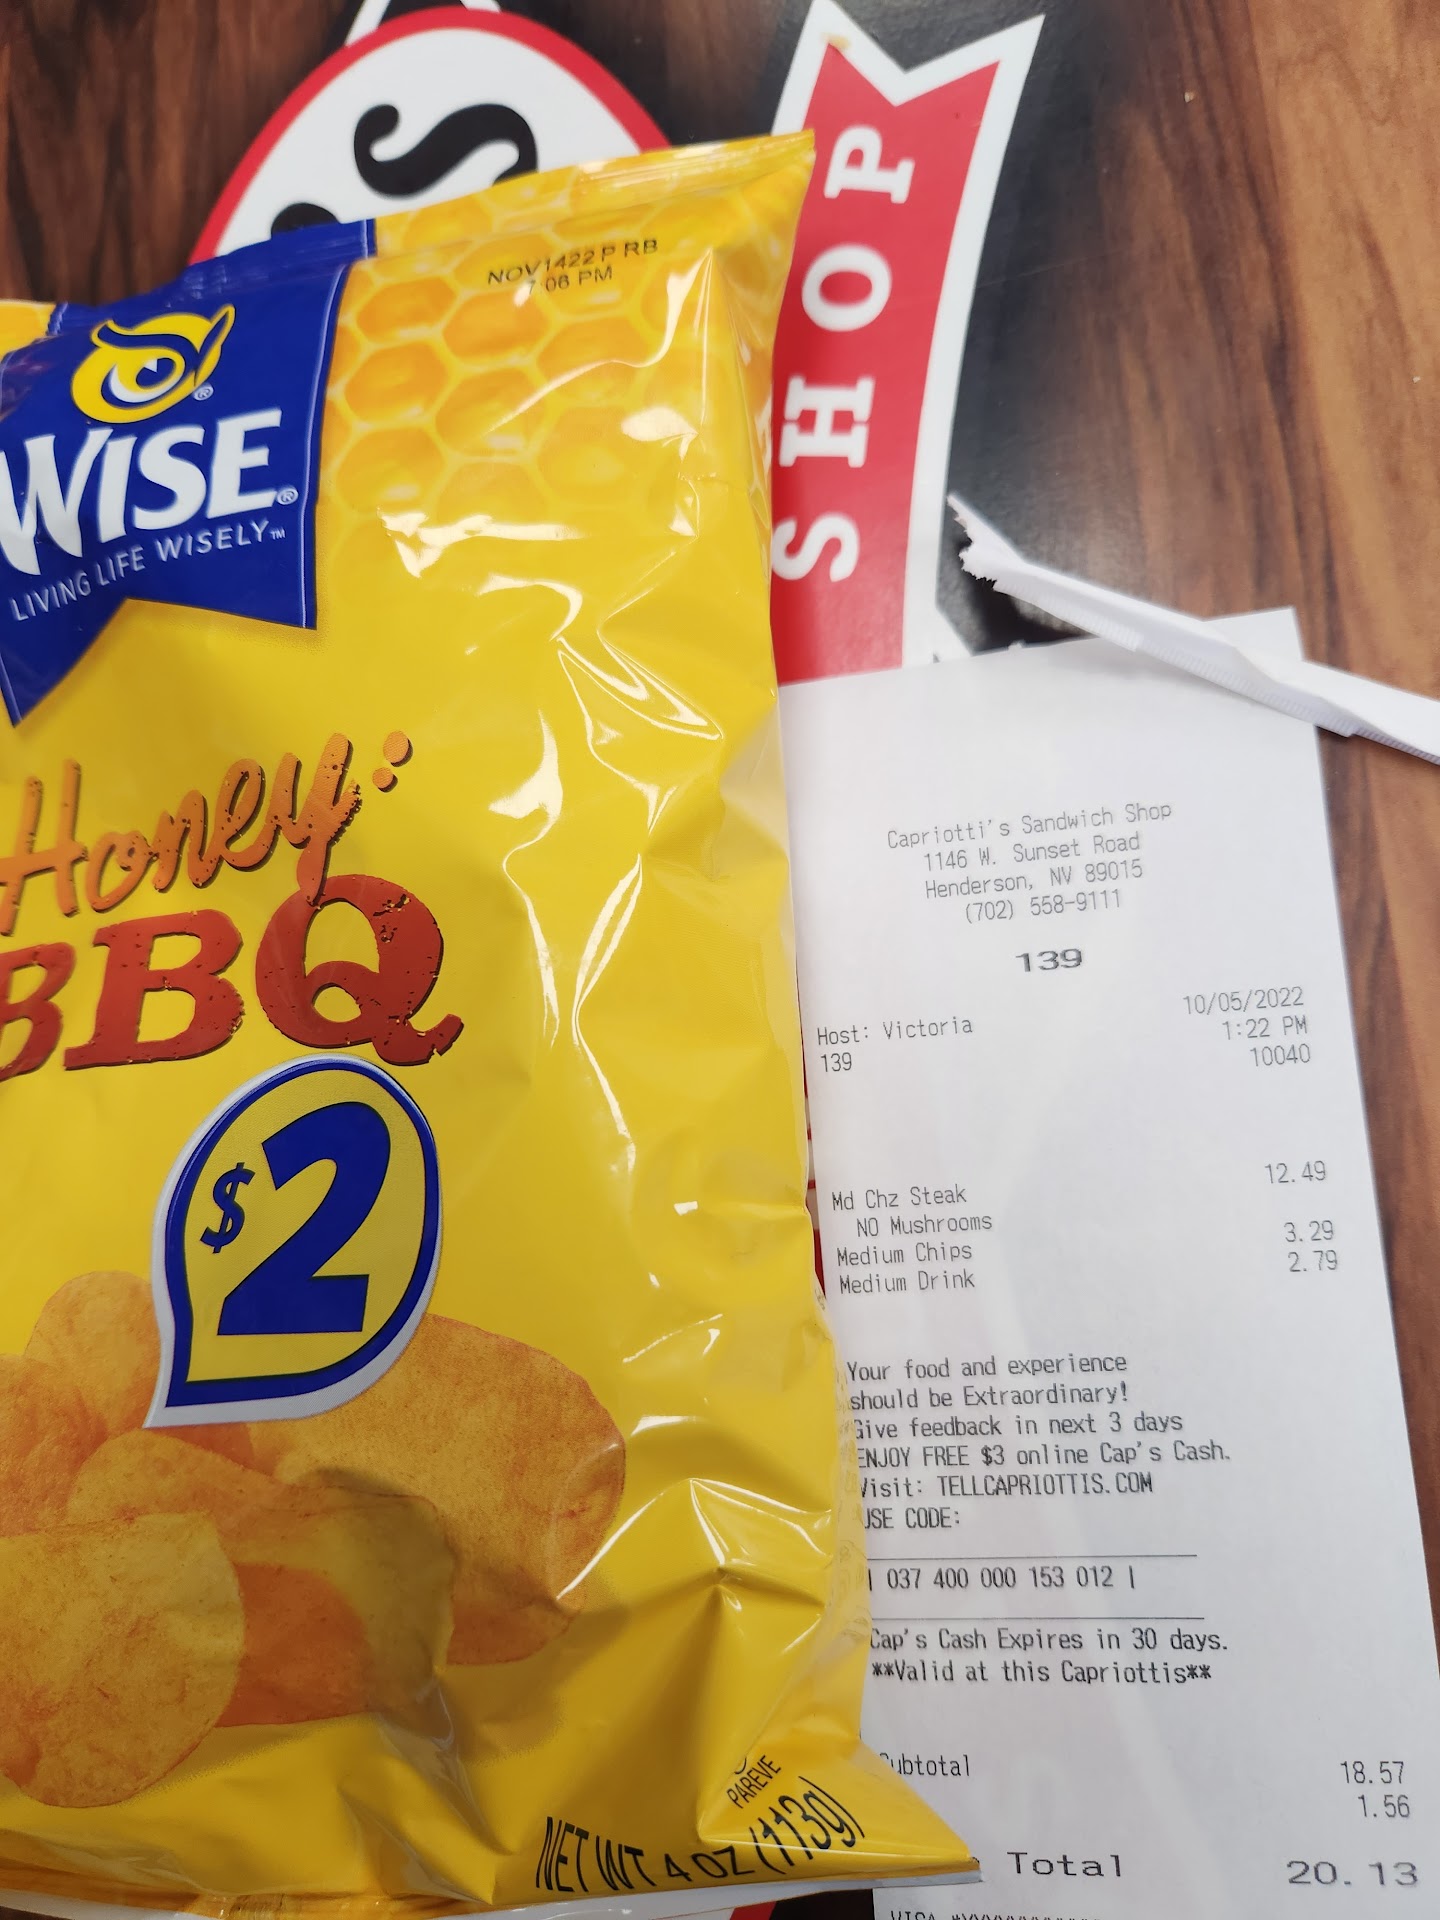 S
SHOP
NOV1422 P RB
7:06 PM
WISE®
LIVING LIFE WISELY™
Honey
BBQ
$2
PAREVE
NET WT 4 OZ (113g)
Capriotti's Sandwich Shop
1146 W. Sunset Road
Henderson, NV 89015
(702) 558-9111
139
10/05/2022
Host: Victoria 1:22 PM
139 10040
Md Chz Steak 12.49
NO Mushrooms
Medium Chips 3.29
Medium Drink 2.79
Your food and experience
should be Extraordinary!
Give feedback in next 3 days
ENJOY FREE $3 online Cap's Cash.
Visit: TELLCAPRIOTTIS.COM
USE CODE:
| 037 400 000 153 012 |
Cap's Cash Expires in 30 days.
**Valid at this Capriottis**
Subtotal 18.57
1.56
Total 20.13